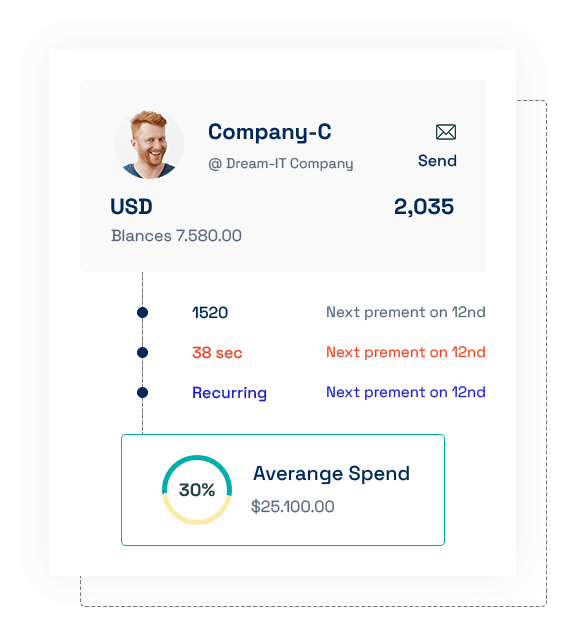 Company-C
@ Dream-IT Company
Send
USD 2,035
Blances 7.580.00
1520 Next prement on 12nd
38 sec Next prement on 12nd
Recurring Next prement on 12nd
30%
Averange Spend
$25.100.00